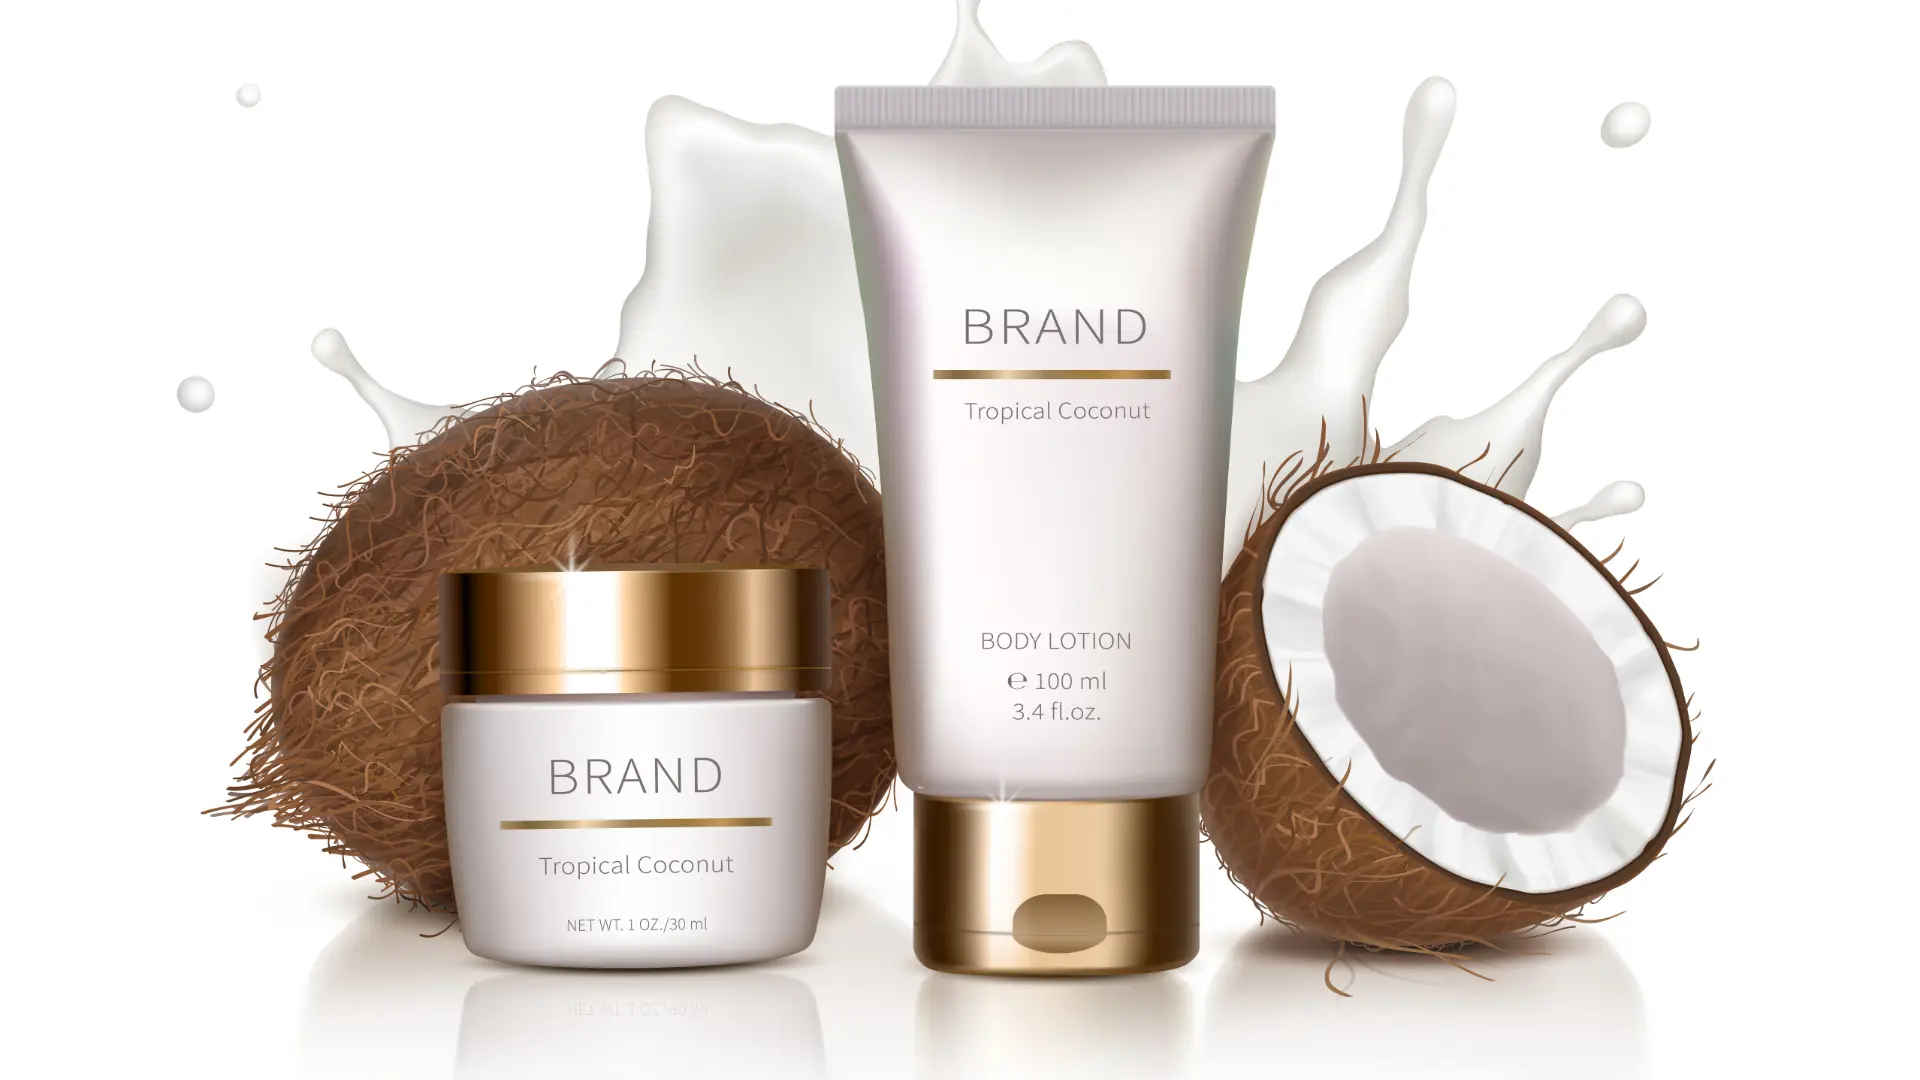 BRAND
Tropical Coconut
BODY LOTION
℮ 100 ml
3.4 fl.oz.
BRAND
Tropical Coconut
NET WT. 1 OZ./30 ml